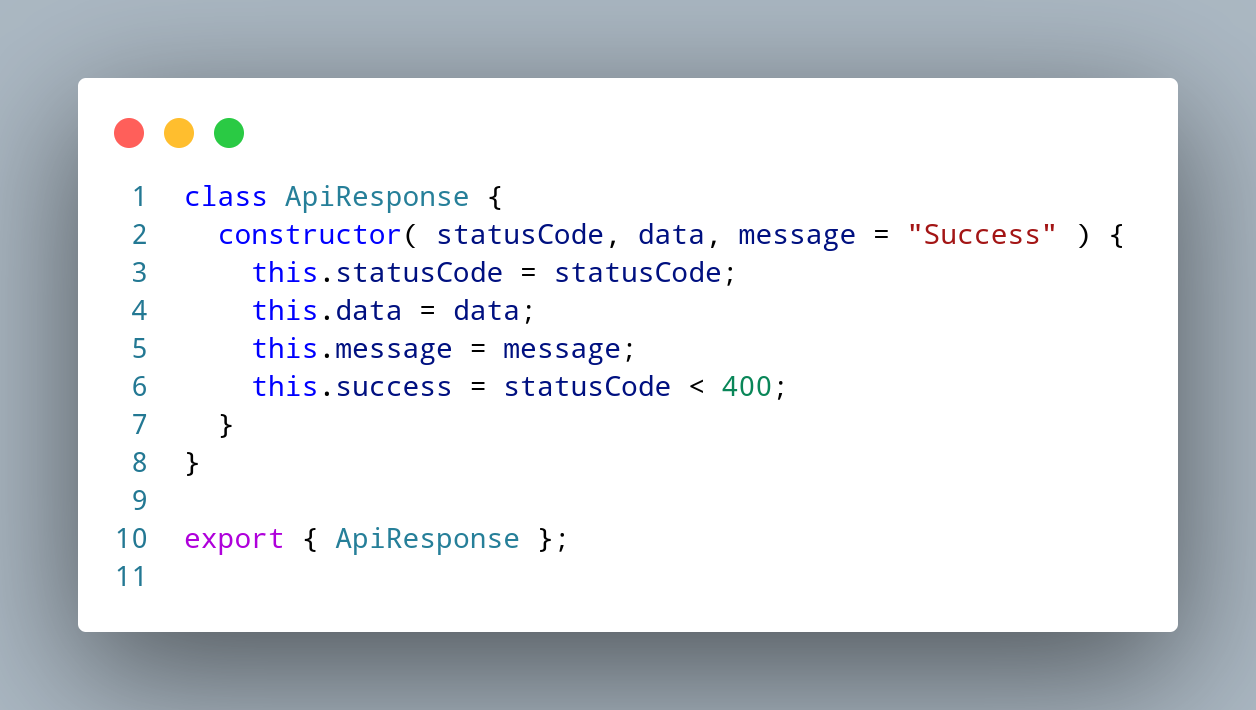 1 class ApiResponse {
2   constructor( statusCode, data, message = "Success" ) {
3     this.statusCode = statusCode;
4     this.data = data;
5     this.message = message;
6     this.success = statusCode < 400;
7   }
8 }
9
10 export { ApiResponse };
11